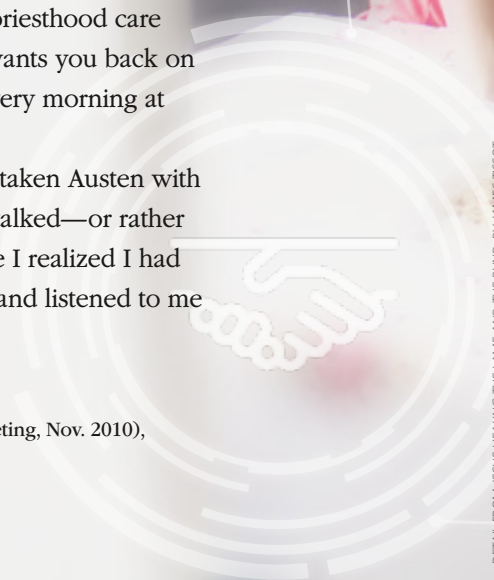 priesthood care
wants you back on
very morning at
taken Austen with
alked—or rather
e I realized I had
and listened to me
eting, Nov. 2010),